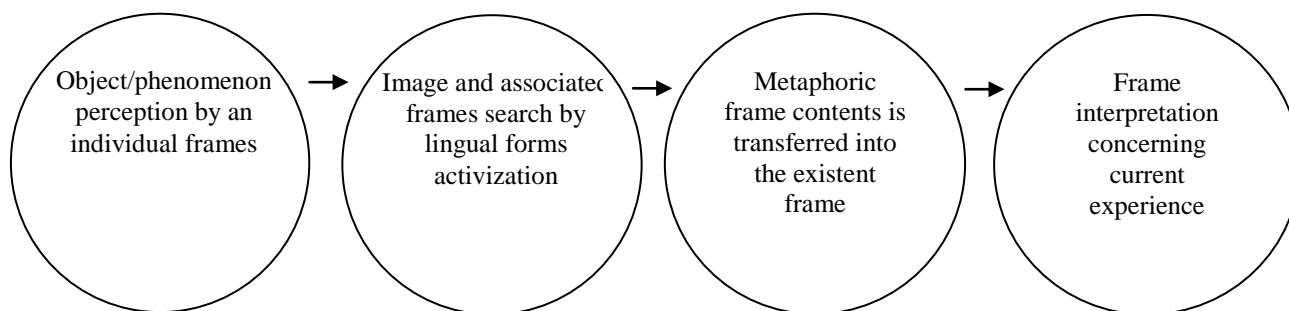 Object/phenomenon
perception by an
individual frames
Image and associated
frames search by
lingual forms
activization
Metaphoric
frame contents is
transferred into
the existent
frame
Frame
interpretation
concerning
current
experience